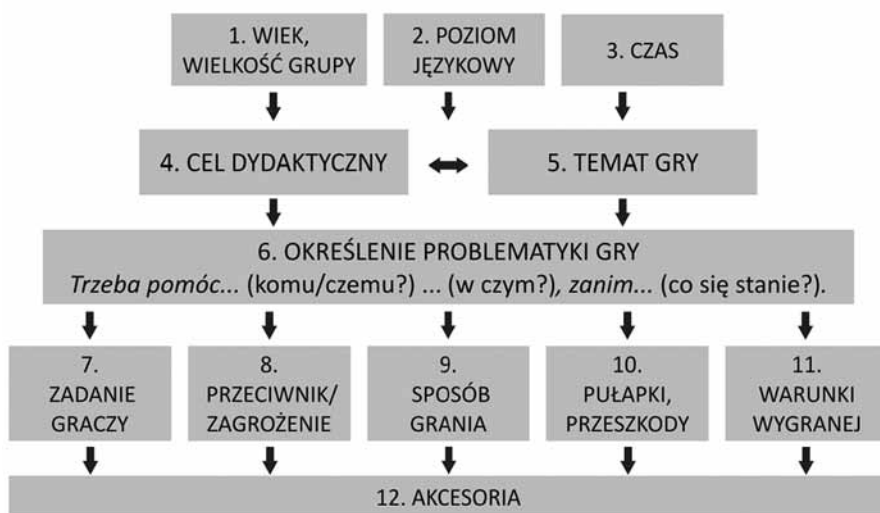 1. WIEK,
WIELKOŚĆ GRUPY
2. POZIOM
JĘZYKOWY
3. CZAS
4. CEL DYDAKTYCZNY
5. TEMAT GRY
6. OKREŚLENIE PROBLEMATYKI GRY
Trzeba pomóc... (komu/czemu?) ... (w czym?), zanim... (co się stanie?).
7.
ZADANIE
GRACZY
8.
PRZECIWNIK/
ZAGROŻENIE
9.
SPOSÓB
GRANIA
10.
PUŁAPKI,
PRZESZKODY
11.
WARUNKI
WYGRANEJ
12. AKCESORIA